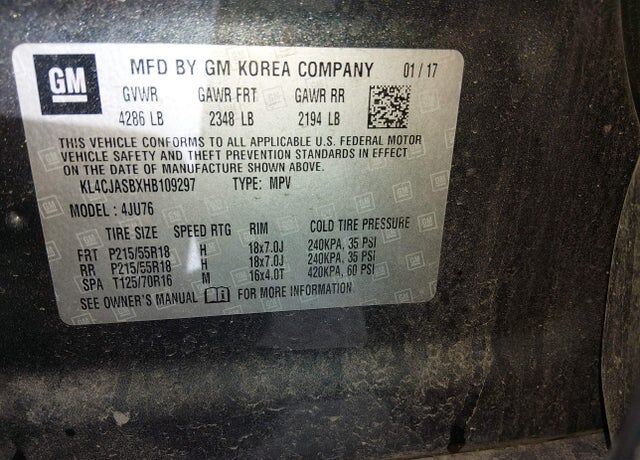 GM MFD BY GM KOREA COMPANY 01/17
GVWR GAWR FRT GAWR RR
4286 LB 2348 LB 2194 LB
THIS VEHICLE CONFORMS TO ALL APPLICABLE U.S. FEDERAL MOTOR
VEHICLE SAFETY AND THEFT PREVENTION STANDARDS IN EFFECT
ON THE DATE OF MANUFACTURE SHOWN ABOVE.
KL4CJASBXHB109297 TYPE: MPV
MODEL: 4JU76
TIRE SIZE SPEED RTG RIM COLD TIRE PRESSURE
FRT P215/55R18 H 18x7.0J 240KPA, 35 PSI
RR P215/55R18 H 18x7.0J 240KPA, 35 PSI
SPA T125/70R16 M 16x4.0T 420KPA, 60 PSI
SEE OWNER'S MANUAL FOR MORE INFORMATION